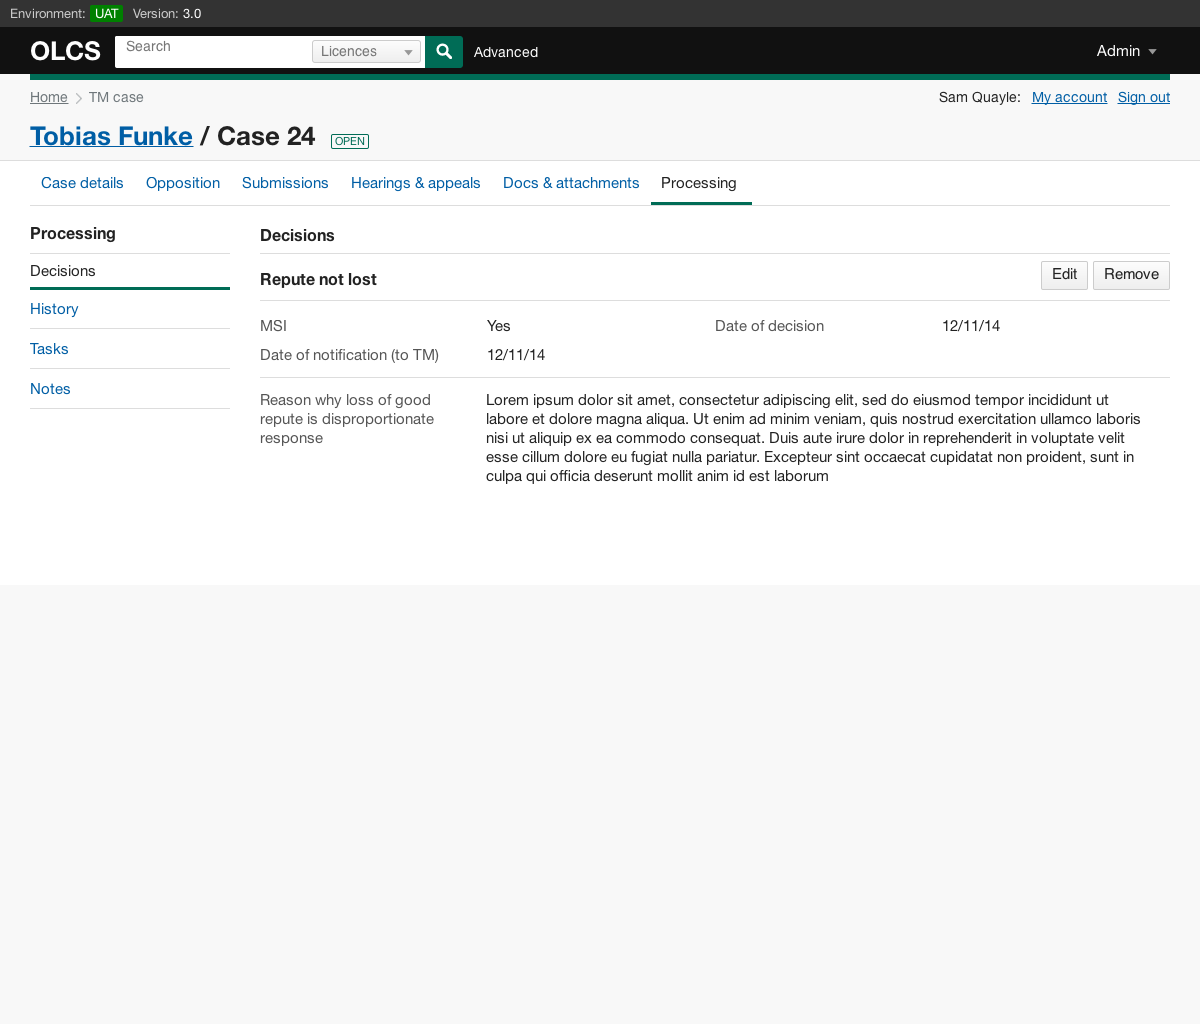 Environment: UAT Version: 3.0
OLCS Search Licences Advanced Admin
Home TM case Sam Quayle: My account Sign out
Tobias Funke / Case 24 OPEN
Case details Opposition Submissions Hearings & appeals Docs & attachments Processing
Processing
Decisions
History
Tasks
Notes
Decisions
Repute not lost Edit Remove
MSI Yes Date of decision 12/11/14
Date of notification (to TM) 12/11/14
Reason why loss of good
repute is disproportionate
response
Lorem ipsum dolor sit amet, consectetur adipiscing elit, sed do eiusmod tempor incididunt ut
labore et dolore magna aliqua. Ut enim ad minim veniam, quis nostrud exercitation ullamco laboris
nisi ut aliquip ex ea commodo consequat. Duis aute irure dolor in reprehenderit in voluptate velit
esse cillum dolore eu fugiat nulla pariatur. Excepteur sint occaecat cupidatat non proident, sunt in
culpa qui officia deserunt mollit anim id est laborum